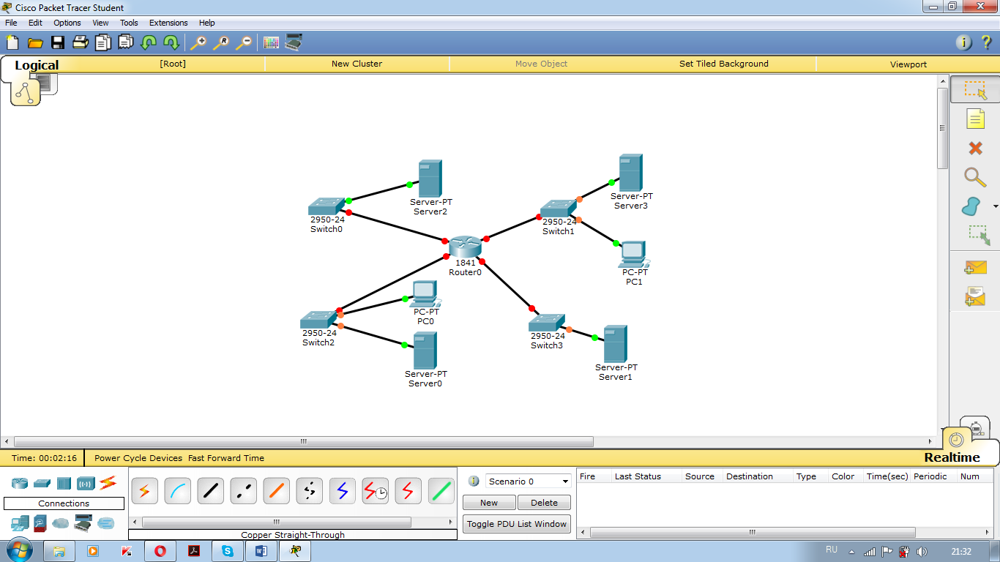 Cisco Packet Tracer Student
File Edit Options View Tools Extensions Help
Logical [Root] New Cluster Move Object Set Tiled Background Viewport
Server-PT
Server2
2950-24
Switch0
Server-PT
Server3
2950-24
Switch1
1841
Router0
PC-PT
PC1
PC-PT
PC0
2950-24
Switch2
Server-PT
Server0
2950-24
Switch3
Server-PT
Server1
Time: 00:02:16 Power Cycle Devices Fast Forward Time Realtime
Connections
Copper Straight-Through
Scenario 0
New Delete
Toggle PDU List Window
Fire Last Status Source Destination Type Color Time(sec) Periodic Num
RU 21:32